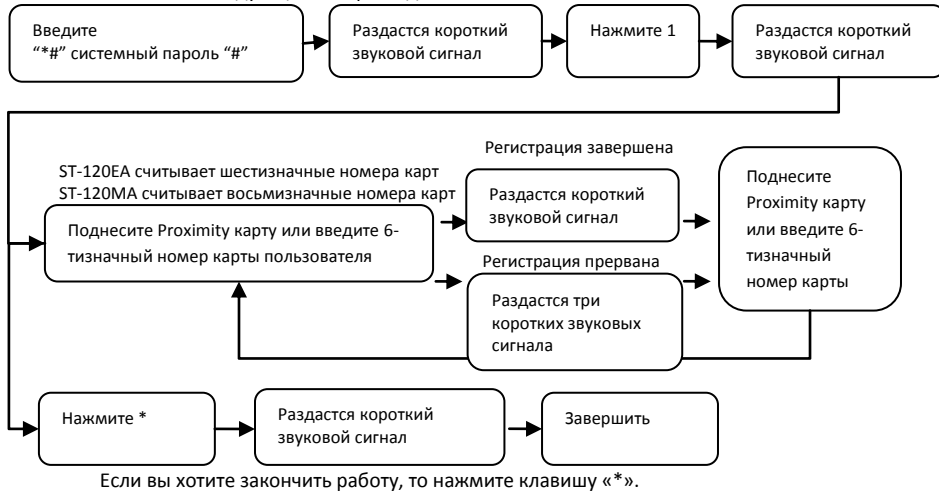 Введите
“*#” системный пароль “#”
Раздастся короткий
звуковой сигнал
Нажмите 1
Раздастся короткий
звуковой сигнал
ST-120EA считывает шестизначные номера карт
ST-120MA считывает восьмизначные номера карт
Поднесите Proximity карту или введите 6-
тизначный номер карты пользователя
Регистрация завершена
Раздастся короткий
звуковой сигнал
Регистрация прервана
Раздастся три
коротких звуковых
сигнала
Поднесите
Proximity карту
или введите 6-
тизначный
номер карты
Нажмите *
Раздастся короткий
звуковой сигнал
Завершить
Если вы хотите закончить работу, то нажмите клавишу «*».